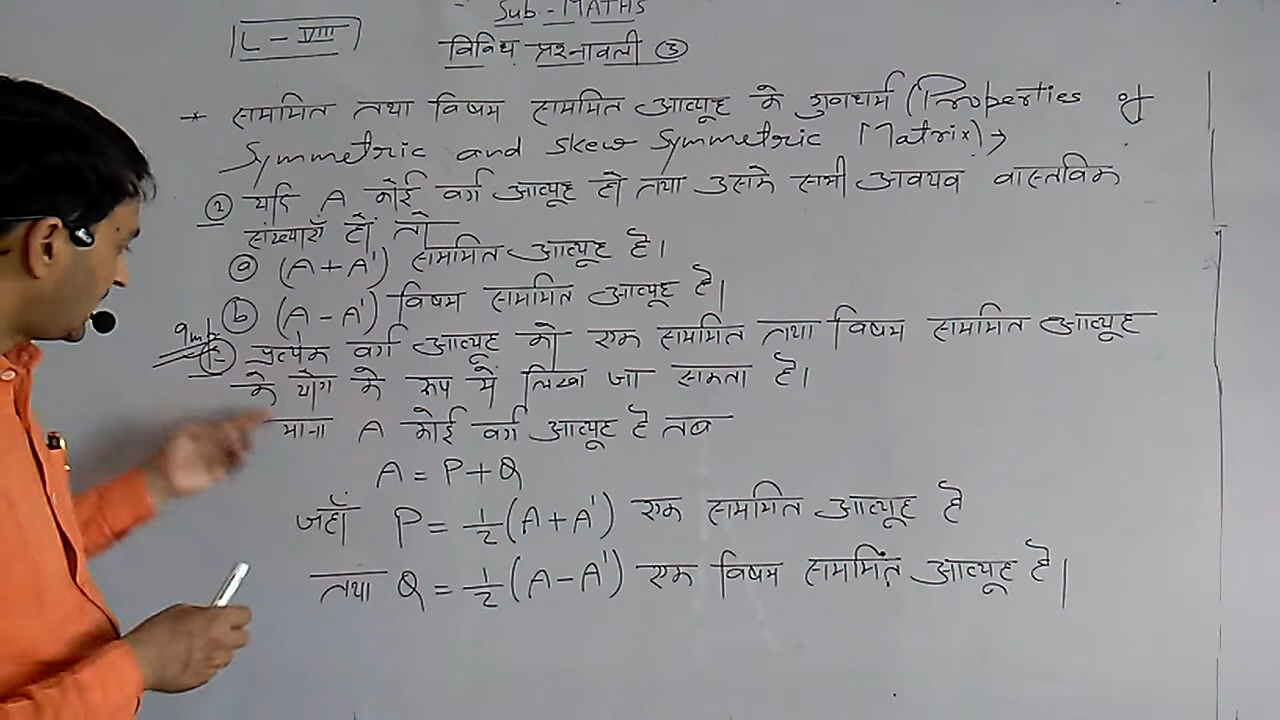 Sub.- MATHS
L - VIII
विविध प्रश्नावली ③
* सममित तथा विषम सममित आव्यूह के गुणधर्म (Properties of
Symmetric and Skew Symmetric Matrix)→
① यदि A कोई वर्ग आव्यूह हो तथा उसके सभी अवयव वास्तविक
संख्याएँ हों तो
ⓐ (A + A') सममित आव्यूह है।
ⓑ (A - A') विषम सममित आव्यूह है।
Imp.
② प्रत्येक वर्ग आव्यूह को एक सममित तथा विषम सममित आव्यूह
के योग के रूप में लिखा जा सकता है।
माना A कोई वर्ग आव्यूह है तब
A = P + Q
जहाँ P = 1/2 (A + A') एक सममित आव्यूह है
तथा Q = 1/2 (A - A') एक विषम सममित आव्यूह है।